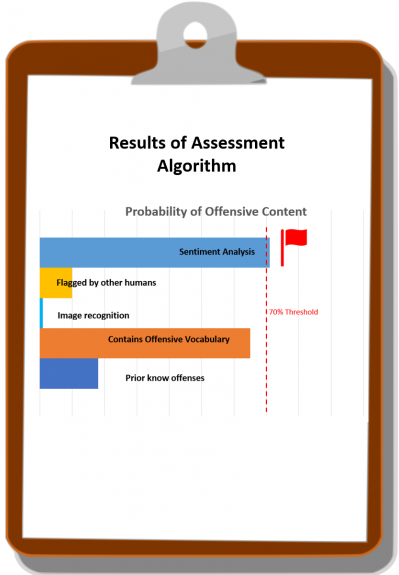 Results of Assessment
Algorithm
Probability of Offensive Content
Sentiment Analysis
Flagged by other humans
Image recognition
70% Threshold
Contains Offensive Vocabulary
Prior know offenses